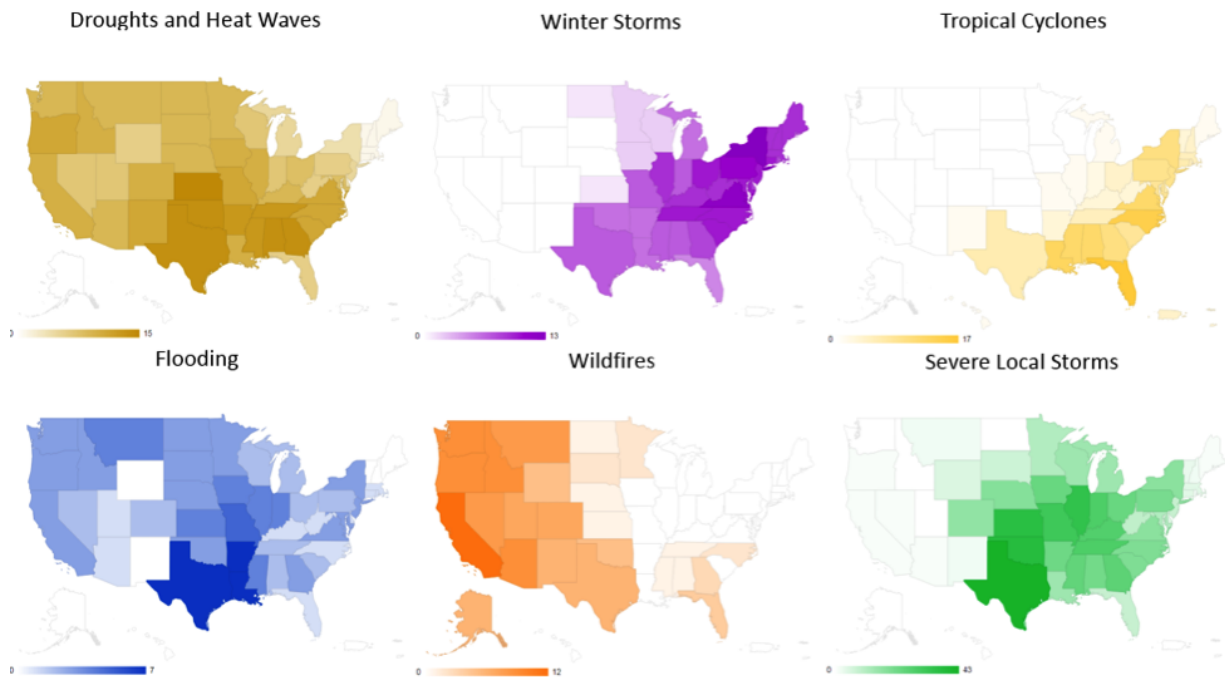 Droughts and Heat Waves
Winter Storms
Tropical Cyclones
0 15
0 13
0 17
Flooding
Wildfires
Severe Local Storms
0 7
0 12
0 43